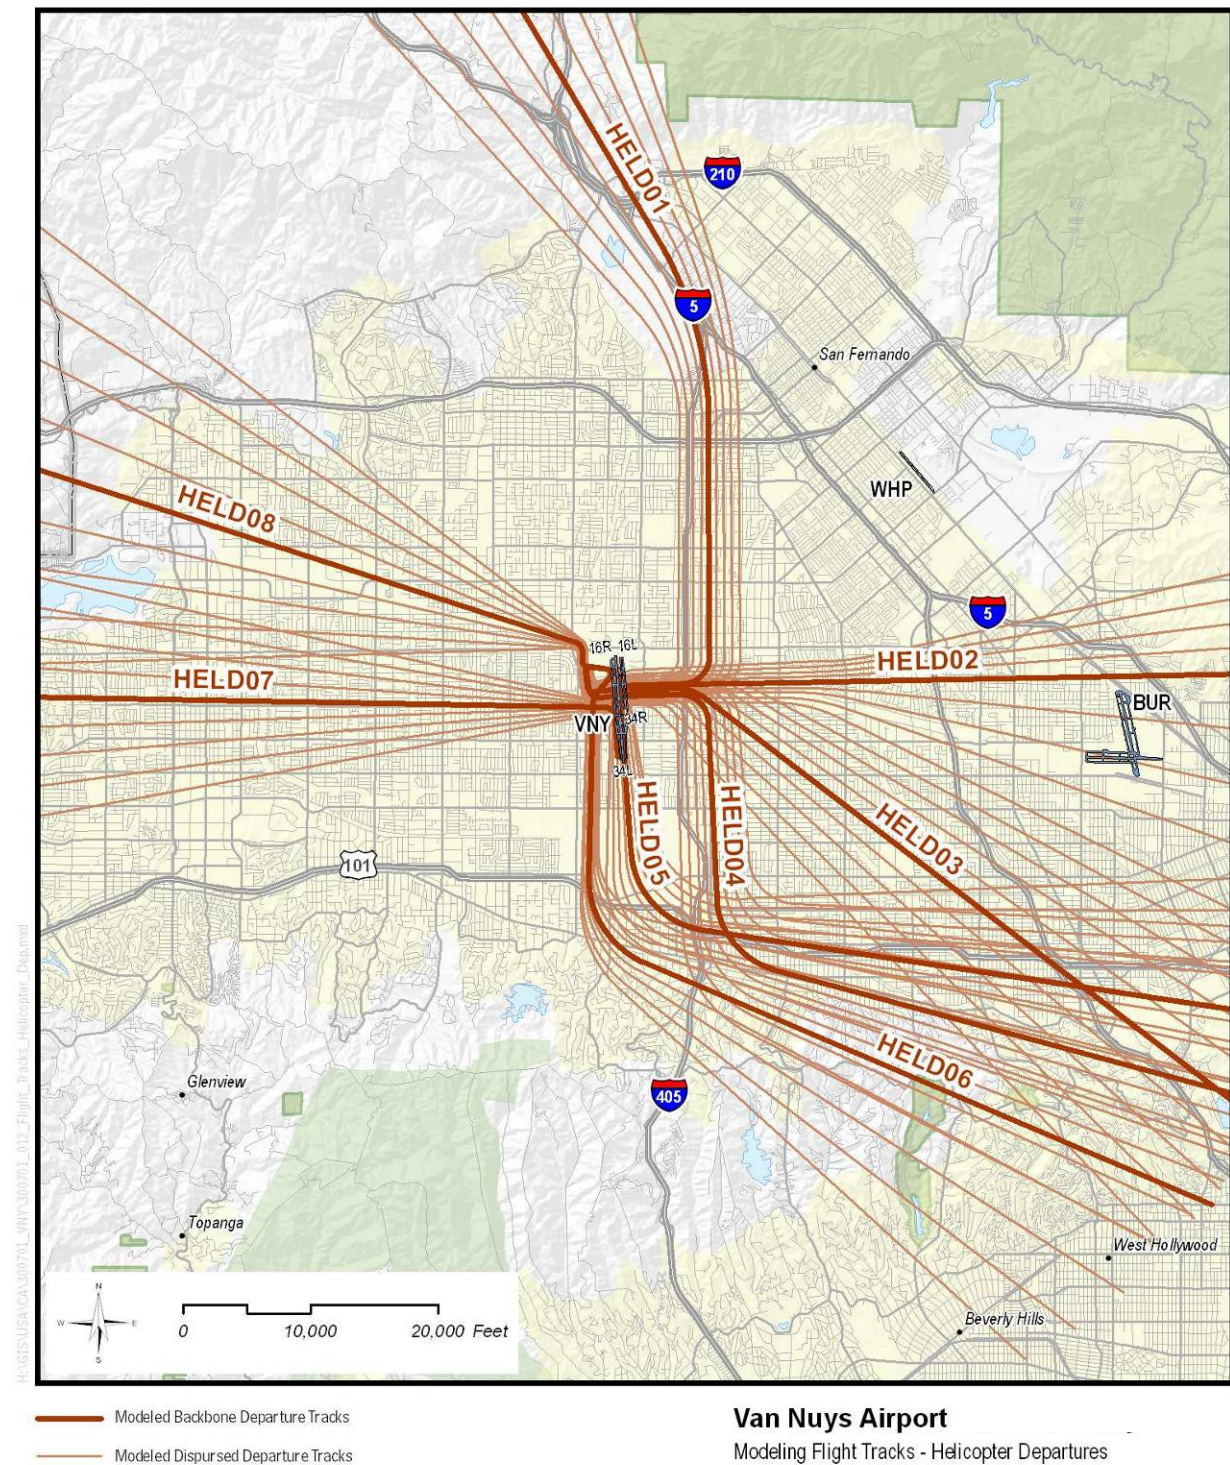 HELD01
210
5
San Fernando
WHP
HELD08
5
16R 16L
HELD02
HELD07
BUR
VNY
34R
34L
HELD05
HELD04
HELD03
101
HELD06
Glenview
405
Topanga
West Hollywood
N
W E
S
0 10,000 20,000 Feet
Beverly Hills
Modeled Backbone Departure Tracks
Modeled Dispursed Departure Tracks
Van Nuys Airport
Modeling Flight Tracks - Helicopter Departures